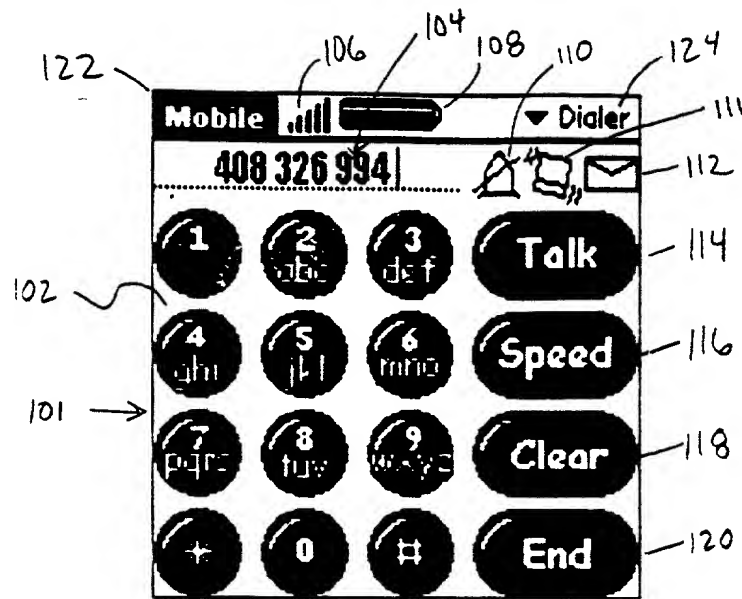 106 104 108 110 124
122 111
Mobile Dialer
408 326 994 112
1 2 abc 3 def Talk 114
102
4 ghi 5 jkl 6 mno Speed 116
101
7 pqrs 8 tuv 9 wxyz Clear 118
0 # End 120